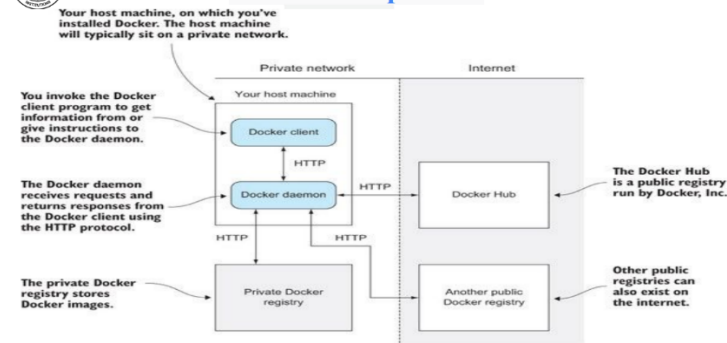 Your host machine, on which you've
installed Docker. The host machine
will typically sit on a private network.
Private network
Internet
You invoke the Docker
client program to get
information from or
give instructions to
the Docker daemon.
Your host machine
Docker client
HTTP
The Docker daemon
receives requests and
returns responses from
the Docker client using
the HTTP protocol.
Docker daemon
HTTP
Docker Hub
The Docker Hub
is a public registry
run by Docker, Inc.
HTTP
HTTP
The private Docker
registry stores
Docker images.
Private Docker
registry
Another public
Docker registry
Other public
registries can
also exist on
the internet.